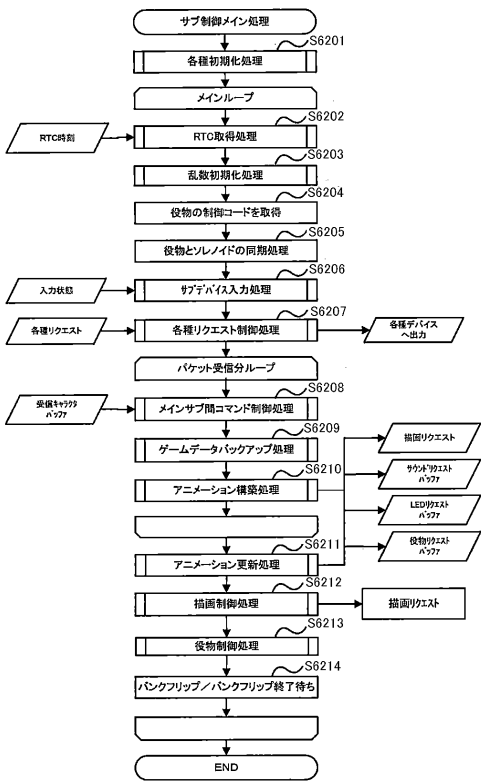 サブ制御メイン処理
S6201
各種初期化処理
メインループ
S6202
RTC時刻
RTC取得処理
S6203
乱数初期化処理
S6204
役物の制御コードを取得
S6205
役物とソレノイドの同期処理
S6206
入力状態
サブデバイス入力処理
S6207
各種リクエスト
各種リクエスト制御処理
各種デバイス
へ出力
パケット受信分ループ
S6208
受信キャラクタ
バッファ
メインサブ間コマンド制御処理
S6209
ゲームデータバックアップ処理
描画リクエスト
S6210
アニメーション構築処理
サウンドリクエスト
バッファ
LEDリクエスト
バッファ
S6211
アニメーション更新処理
役物リクエスト
バッファ
S6212
描画制御処理
描画リクエスト
S6213
役物制御処理
S6214
バンクフリップ／バンクフリップ終了待ち
END